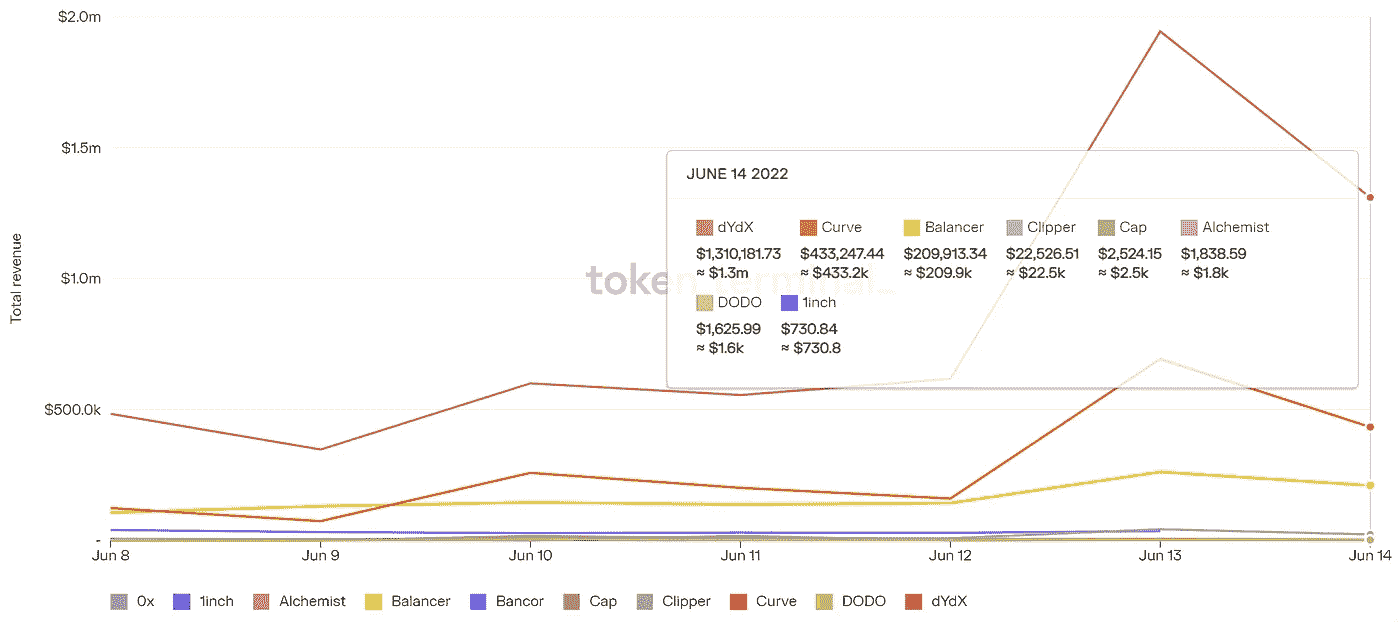 $2.0m
$1.5m
$1.0m
$500.0k
-
Total revenue
token terminal_
JUNE 14 2022
dYdX Curve Balancer Clipper Cap Alchemist
$1,310,181.73 $433,247.44 $209,913.34 $22,526.51 $2,524.15 $1,838.59
≈ $1.3m ≈ $433.2k ≈ $209.9k ≈ $22.5k ≈ $2.5k ≈ $1.8k
DODO 1inch
$1,625.99 $730.84
≈ $1.6k ≈ $730.8
Jun 8 Jun 9 Jun 10 Jun 11 Jun 12 Jun 13 Jun 14
0x 1inch Alchemist Balancer Bancor Cap Clipper Curve DODO dYdX